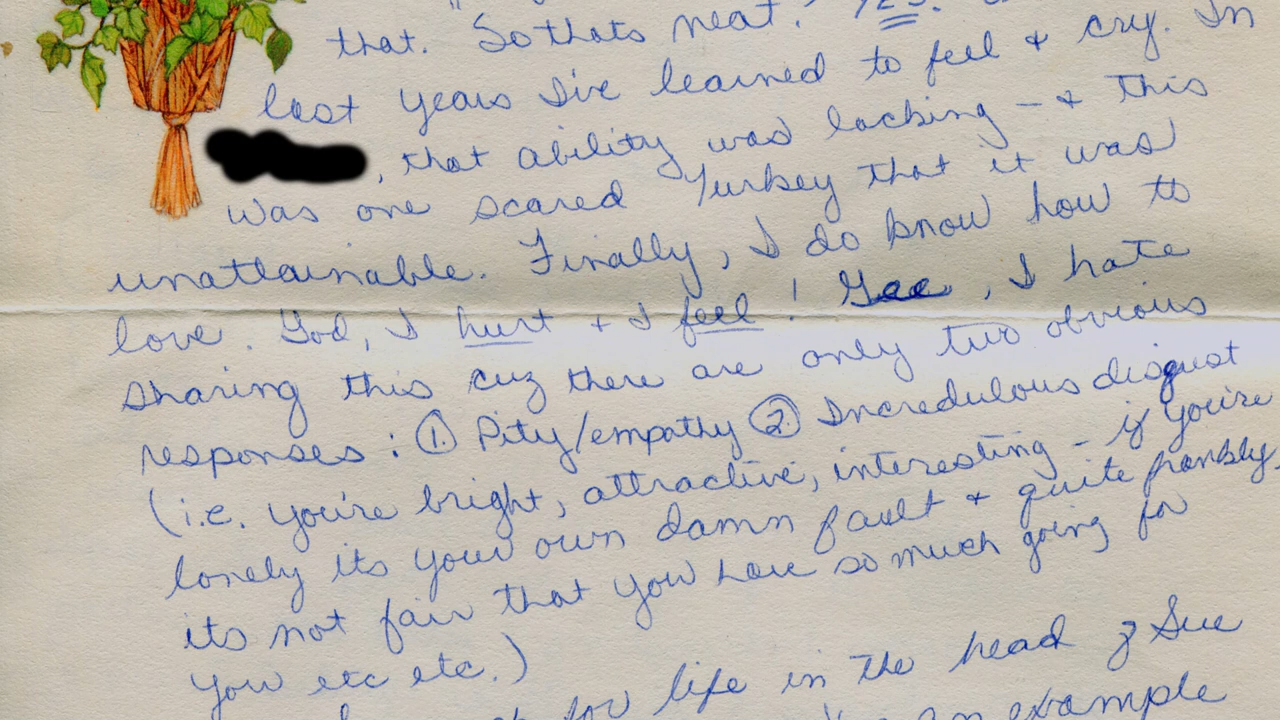 that. "So thats neat." Yes.
last years I've learned to feel & cry. In
, that ability was lacking - & this
was one scared Turkey that it was
unattainable. Finally, I do know how to
love. God, I hurt & I feel! Gee, I hate
sharing this cuz there are only two obvious
responses: ①. Pity/empathy ②. Incredulous disgust
(i.e. you're bright, attractive, interesting - if you're
lonely its your own damn fault & quite frankly
its not fair that you have so much going for
you etc etc.)
for life in the head of Sue
an example